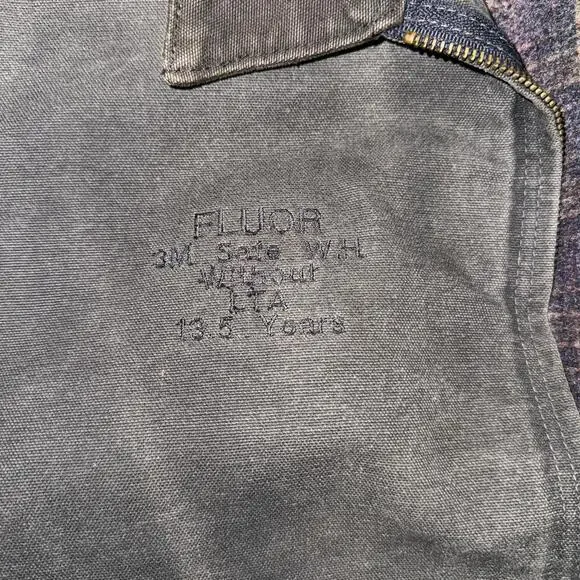 FLUOR
3M Safe W.H.
Without
LTA
13.5 Years